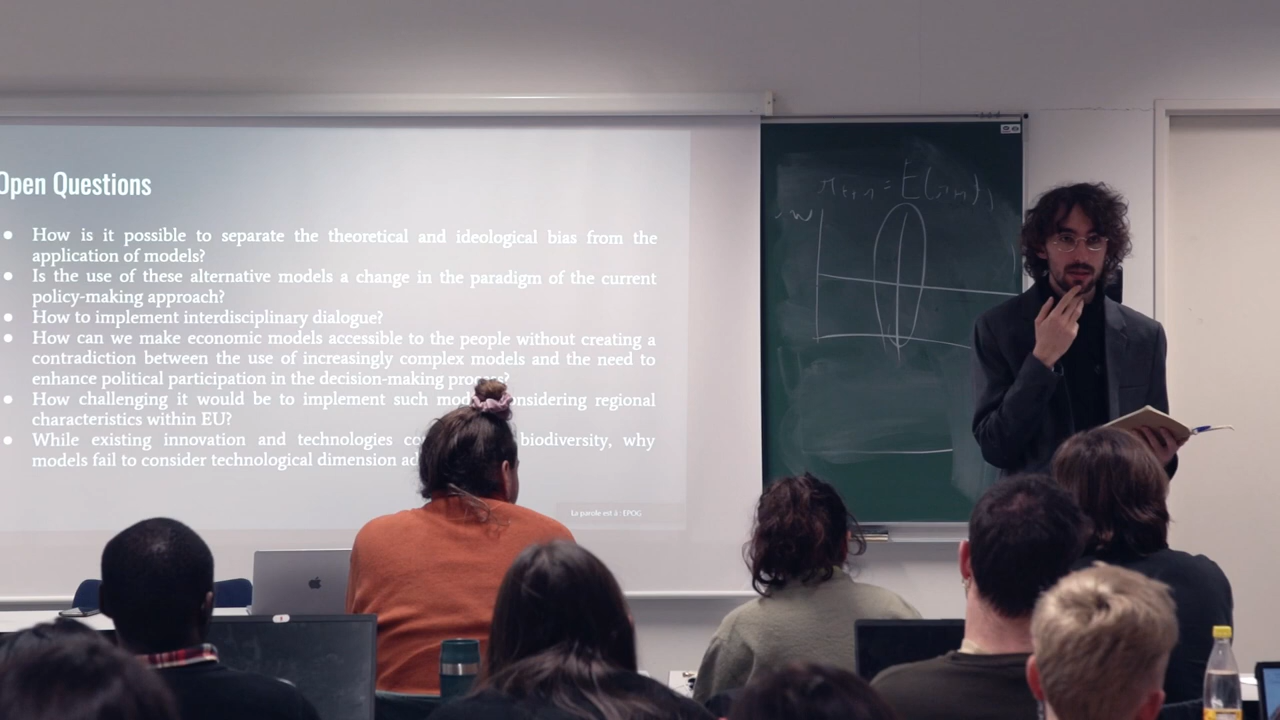 Open Questions
● How is it possible to separate the theoretical and ideological bias from the
application of models?
● Is the use of these alternative models a change in the paradigm of the current
policy-making approach?
● How to implement interdisciplinary dialogue?
● How can we make economic models accessible to the people without creating a
contradiction between the use of increasingly complex models and the need to
enhance political participation in the decision-making process?
● How challenging it would be to implement such considering regional
characteristics within EU?
● While existing innovation and technologies biodiversity, why
models fail to consider technological dimension
La parole est à : EPOG